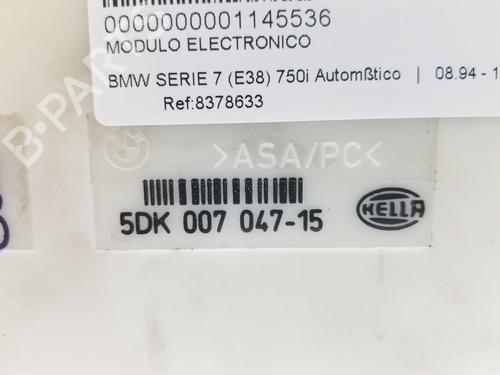 0000000001145536
MODULO ELECTRONICO
BMW SERIE 7 (E38) 750i Automßtico | 08.94 - 1
Ref:8378633
>ASA/PC<
5DK 007 047-15
HELLA
B-PARTS